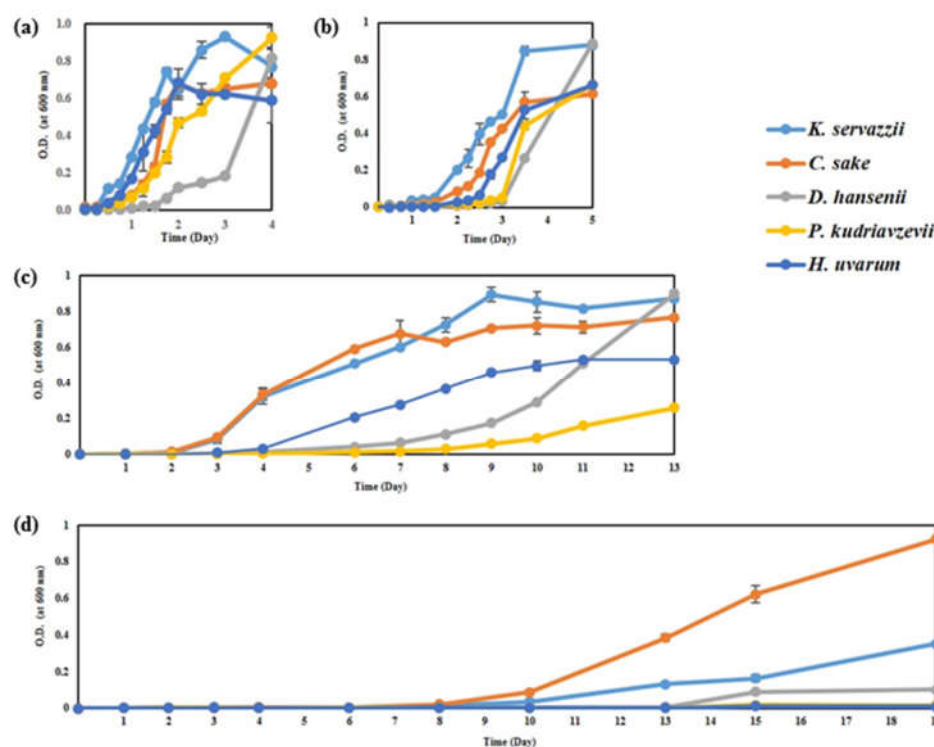 (a)
1.0
0.8
0.6
0.4
0.2
0.0
O.D. (at 600 nm)
1 2 3 4
Time (Day)
(b)
1
0.8
0.6
0.4
0.2
0
O.D. (at 600 nm)
1 2 3 4 5
Time (Day)
K. servazzii
C. sake
D. hansenii
P. kudriavzevii
H. uvarum
(c)
1
0.8
0.6
0.4
0.2
0
O.D. (at 600 nm)
1 2 3 4 5 6 7 8 9 10 11 12 13
Time (Day)
(d)
1
0.8
0.6
0.4
0.2
0
O.D. (at 600 nm)
1 2 3 4 5 6 7 8 9 10 11 12 13 14 15 16 17 18
Time (Day)